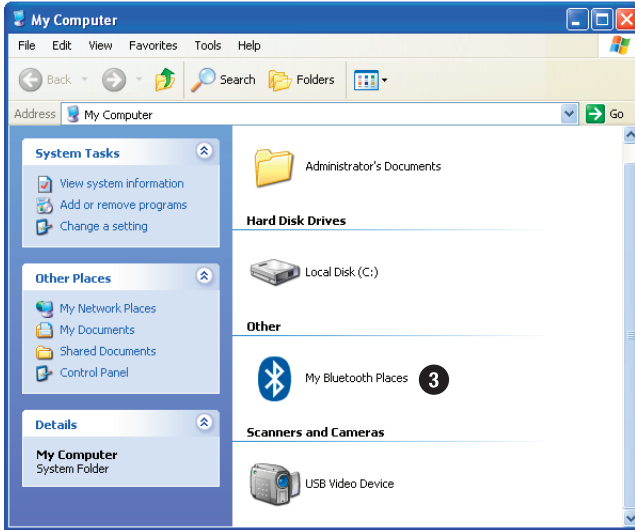 My Computer
File Edit View Favorites Tools Help
Back Search Folders
Address My Computer Go
System Tasks
View system information
Add or remove programs
Change a setting
Other Places
My Network Places
My Documents
Shared Documents
Control Panel
Details
My Computer
System Folder
Administrator's Documents
Hard Disk Drives
Local Disk (C:)
Other
My Bluetooth Places 3
Scanners and Cameras
USB Video Device